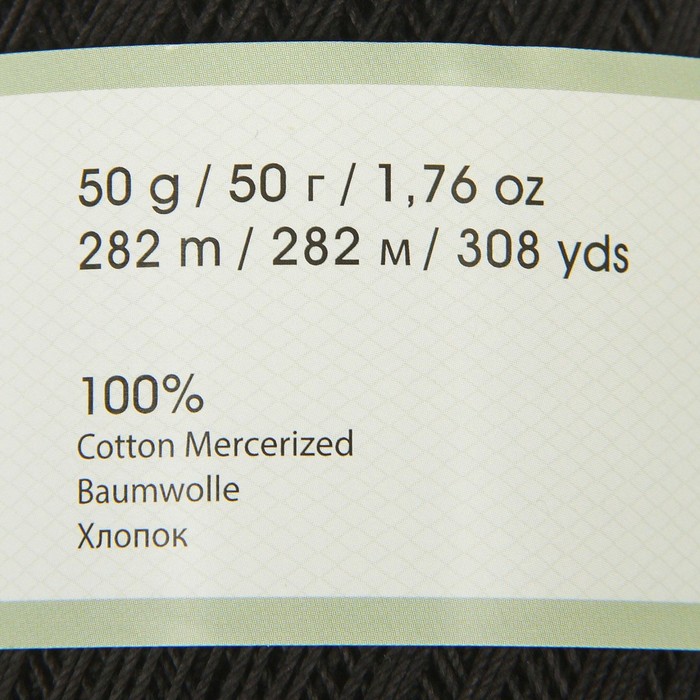 50 g / 50 г / 1,76 oz
282 m / 282 м / 308 yds
100%
Cotton Mercerized
Baumwolle
Хлопок